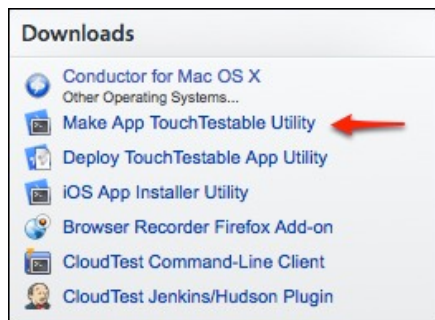 Downloads
Conductor for Mac OS X
Other Operating Systems...
Make App TouchTestable Utility
Deploy TouchTestable App Utility
iOS App Installer Utility
Browser Recorder Firefox Add-on
CloudTest Command-Line Client
CloudTest Jenkins/Hudson Plugin